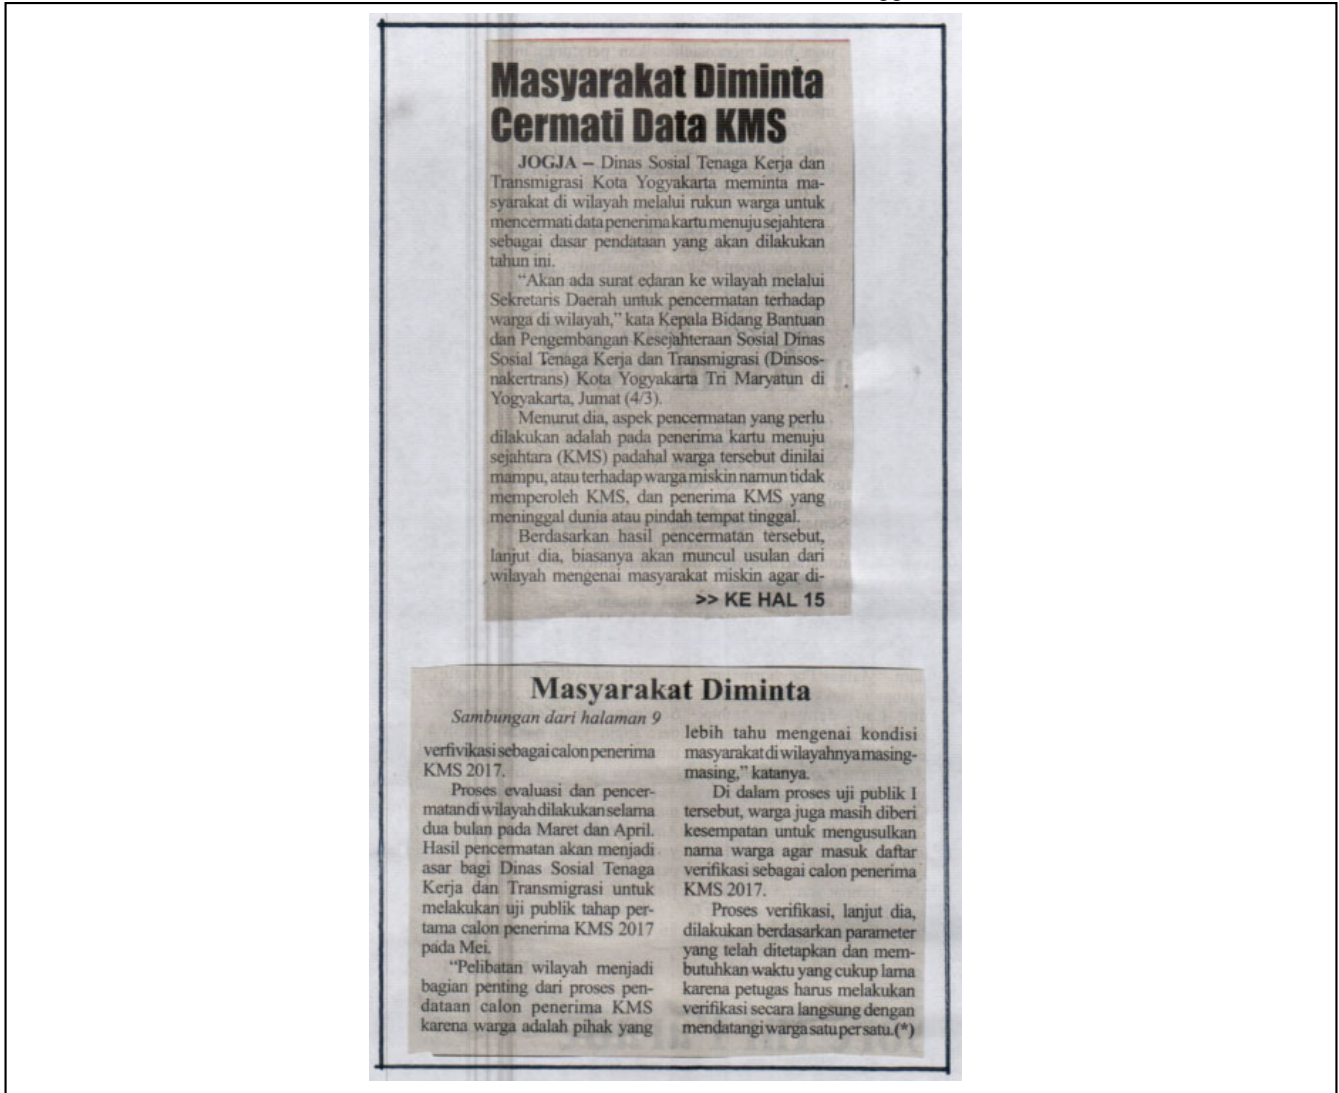 Masyarakat Diminta
Cermati Data KMS
JOGJA – Dinas Sosial Tenaga Kerja dan
Transmigrasi Kota Yogyakarta meminta ma-
syarakat di wilayah melalui rukun warga untuk
mencermati data penerima kartu menuju sejahtera
sebagai dasar pendataan yang akan dilakukan
tahun ini.
“Akan ada surat edaran ke wilayah melalui
Sekretaris Daerah untuk pencermatan terhadap
warga di wilayah,” kata Kepala Bidang Bantuan
dan Pengembangan Kesejahteraan Sosial Dinas
Sosial Tenaga Kerja dan Transmigrasi (Dinsos-
nakertrans) Kota Yogyakarta Tri Maryatun di
Yogyakarta, Jumat (4/3).
Menurut dia, aspek pencermatan yang perlu
dilakukan adalah pada penerima kartu menuju
sejahtara (KMS) padahal warga tersebut dinilai
mampu, atau terhadap warga miskin namun tidak
memperoleh KMS, dan penerima KMS yang
meninggal dunia atau pindah tempat tinggal.
Berdasarkan hasil pencermatan tersebut,
lanjut dia, biasanya akan muncul usulan dari
wilayah mengenai masyarakat miskin agar di-
>> KE HAL 15
Masyarakat Diminta
Sambungan dari halaman 9
verfivikasi sebagai calon penerima
KMS 2017.
Proses evaluasi dan pencer-
matan di wilayah dilakukan selama
dua bulan pada Maret dan April.
Hasil pencermatan akan menjadi
asar bagi Dinas Sosial Tenaga
Kerja dan Transmigrasi untuk
melakukan uji publik tahap per-
tama calon penerima KMS 2017
pada Mei.
“Pelibatan wilayah menjadi
bagian penting dari proses pen-
dataan calon penerima KMS
karena warga adalah pihak yang
lebih tahu mengenai kondisi
masyarakat di wilayahnya masing-
masing,” katanya.
Di dalam proses uji publik I
tersebut, warga juga masih diberi
kesempatan untuk mengusulkan
nama warga agar masuk daftar
verifikasi sebagai calon penerima
KMS 2017.
Proses verifikasi, lanjut dia,
dilakukan berdasarkan parameter
yang telah ditetapkan dan mem-
butuhkan waktu yang cukup lama
karena petugas harus melakukan
verifikasi secara langsung dengan
mendatangi warga satu per satu.(*)